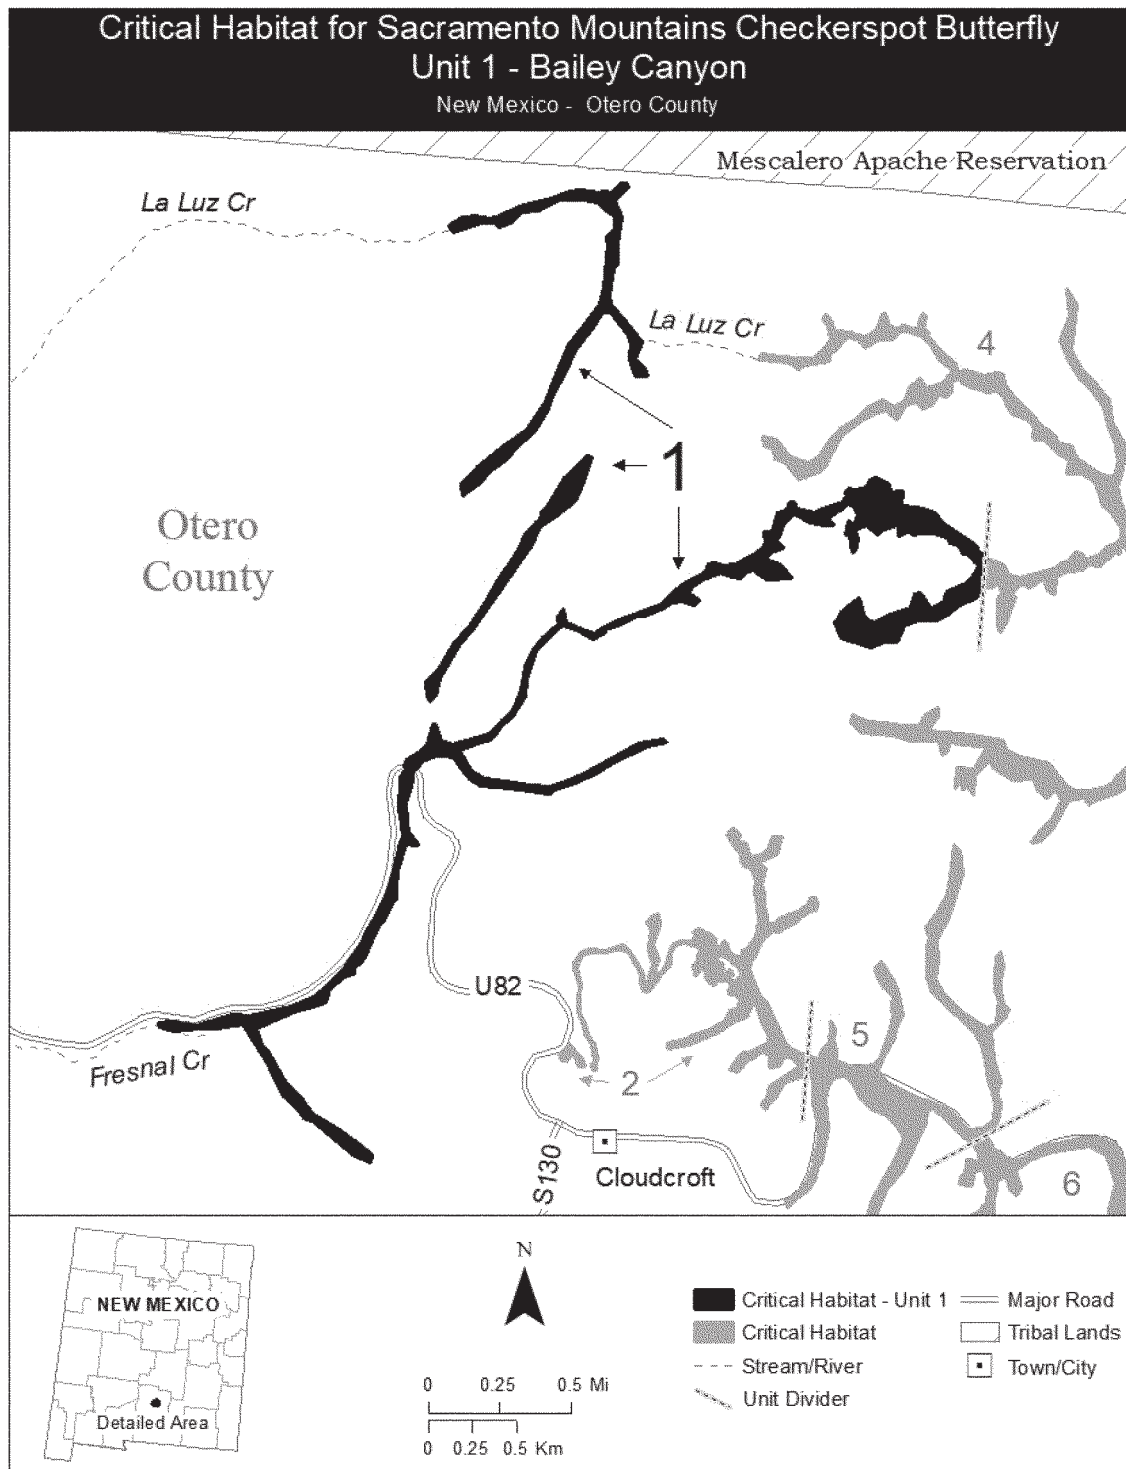 Critical Habitat for Sacramento Mountains Checkerspot Butterfly
Unit 1 - Bailey Canyon
New Mexico - Otero County
Mescalero Apache Reservation
La Luz Cr
La Luz Cr
4
1
Otero
County
U82
5
Fresnal Cr
2
S130
Cloudcroft
6
NEW MEXICO
Detailed Area
N
0 0.25 0.5 Mi
0 0.25 0.5 Km
Critical Habitat - Unit 1
Critical Habitat
Stream/River
Unit Divider
Major Road
Tribal Lands
Town/City